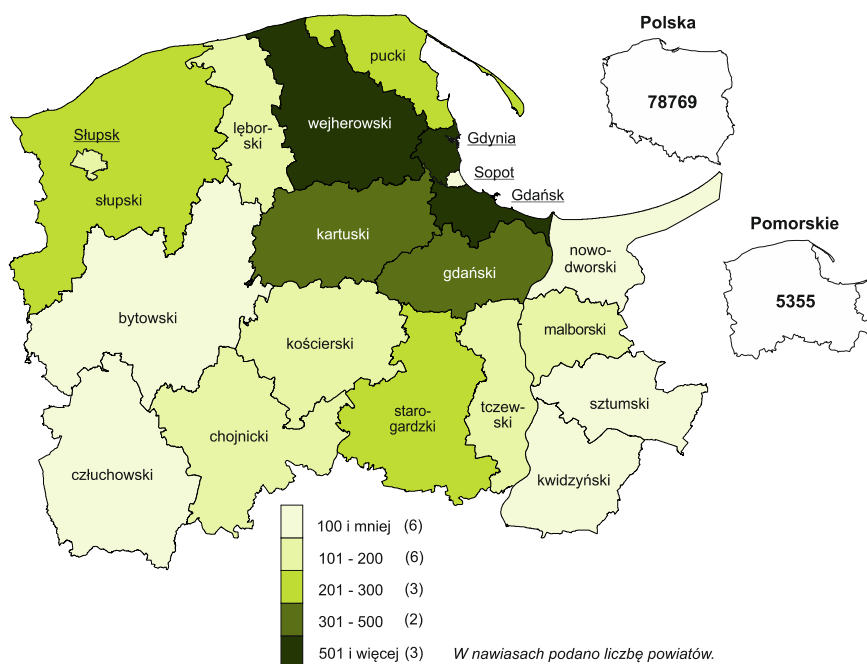 Polska
78769
pucki
Słupsk
lębor-
ski
wejherowski
Gdynia
Sopot
Gdańsk
słupski
kartuski
gdański
nowo-
dworski
Pomorskie
5355
bytowski
kościerski
malborski
staro-
gardzki
tczew-
ski
sztumski
chojnicki
człuchowski
kwidzyński
100 i mniej (6)
101 - 200 (6)
201 - 300 (3)
301 - 500 (2)
501 i więcej (3)
W nawiasach podano liczbę powiatów.